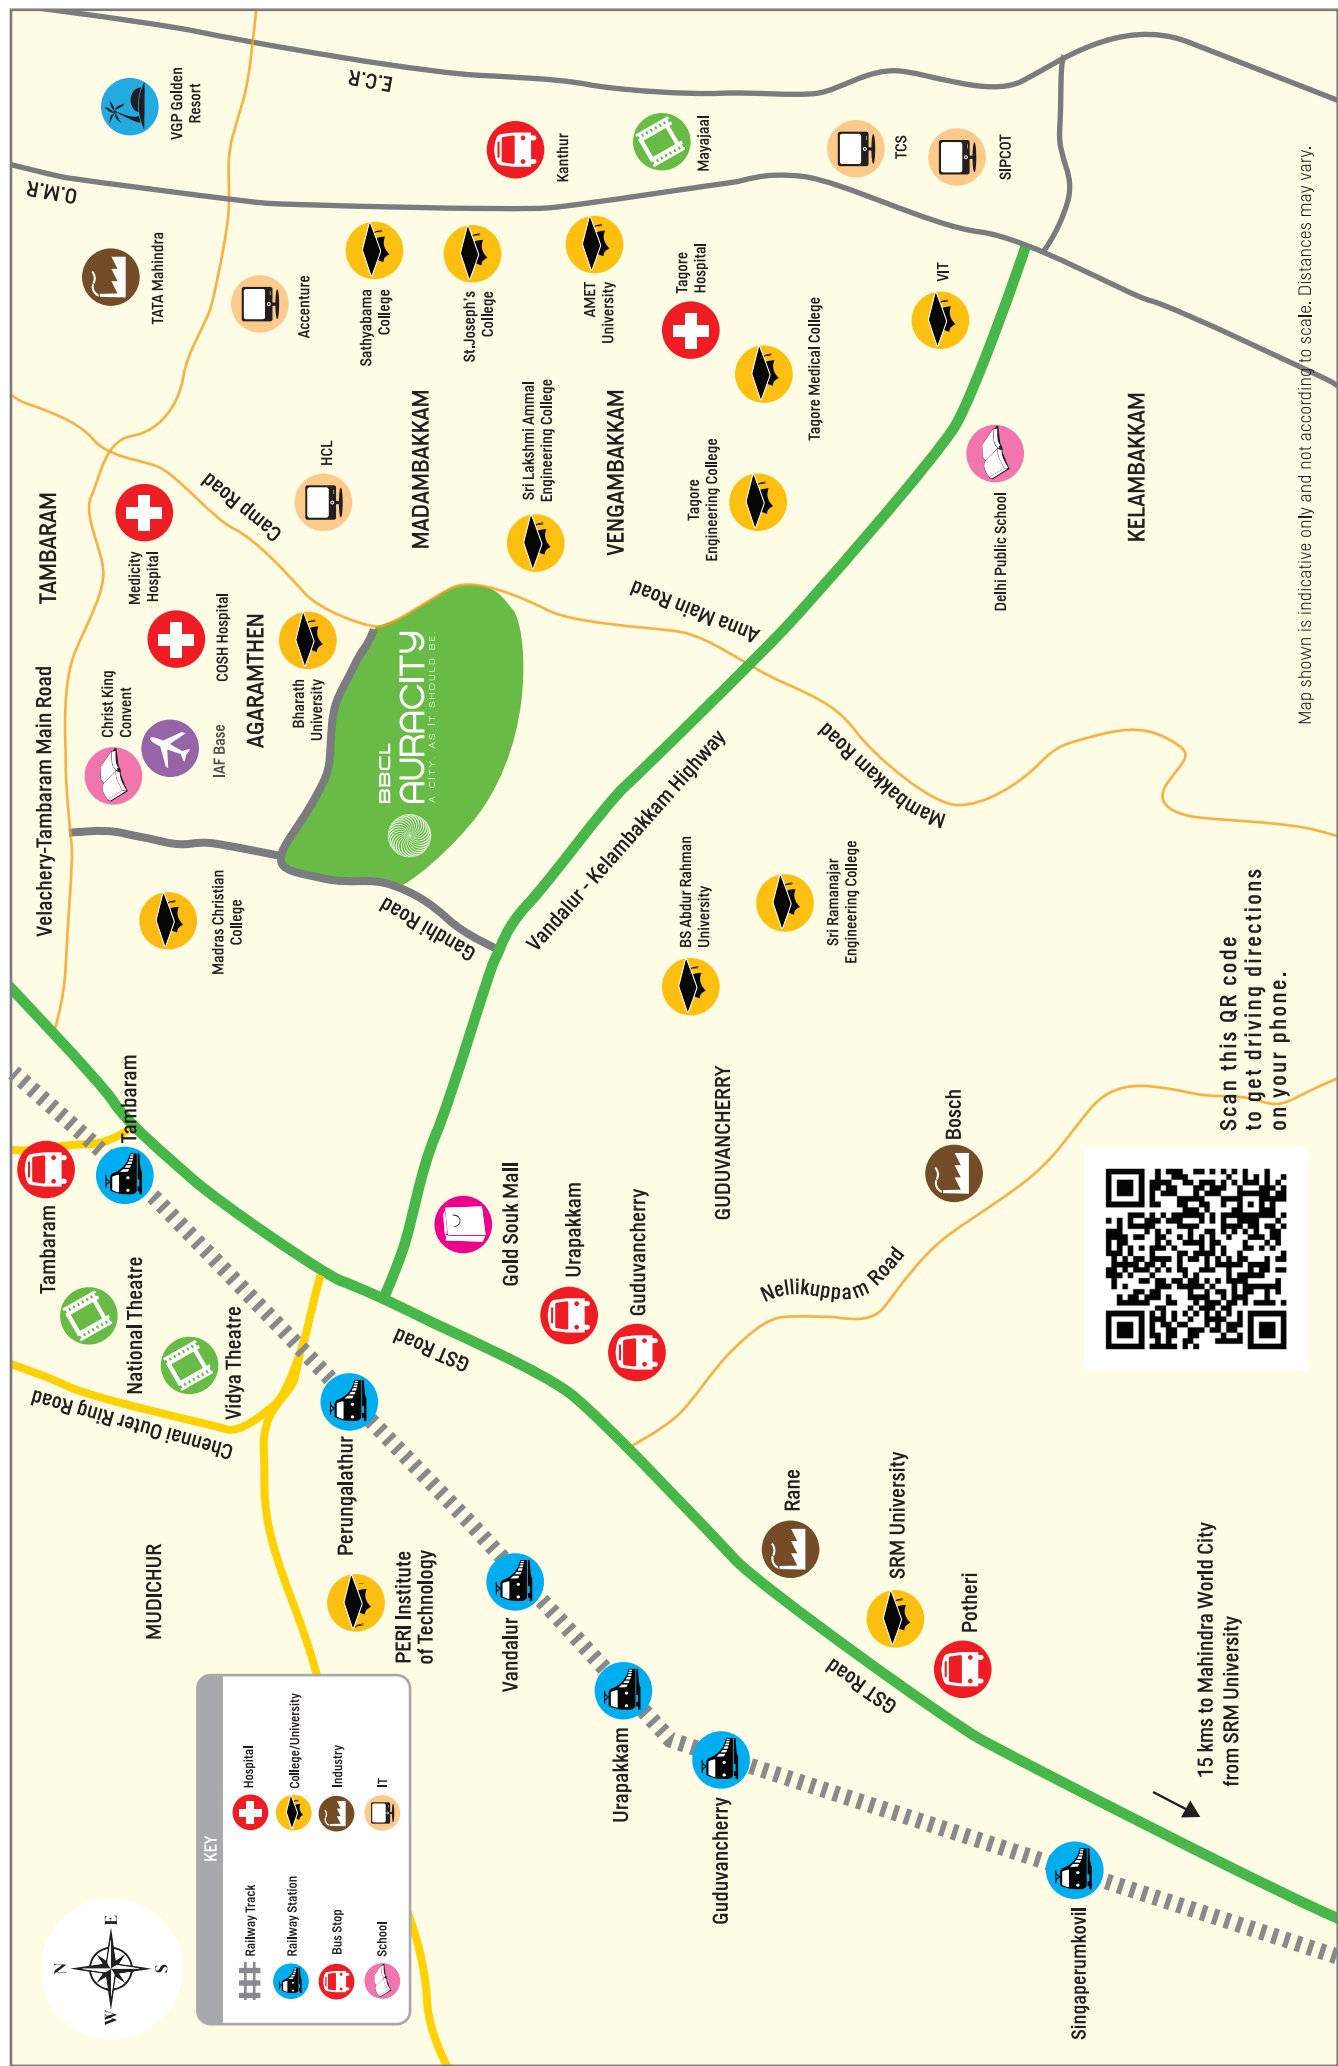 N
E
S
W
KEY
Railway Track
Railway Station
Bus Stop
School
Hospital
College/University
Industry
IT
MUDICHUR
Chennai Outer Ring Road
Tambaram
National Theatre
Vidya Theatre
Tambaram
Perungalathur
PERI Institute
of Technology
Vandalur
Urapakkam
Guduvancherry
Singaperumkovil
GST Road
GST Road
Gold Souk Mall
Urapakkam
Guduvancherry
GUDUVANCHERRY
Nellikuppam Road
Bosch
Rane
SRM University
Potheri
15 kms to Mahindra World City
from SRM University
Velachery-Tambaram Main Road
TAMBARAM
Madras Christian
College
Christ King
Convent
IAF Base
COSH Hospital
Medicity
Hospital
AGARAMTHEN
Bharath
University
Camp Road
Gandhi Road
BBCL
AURACITY
A CITY. AS IT SHOULD BE.
HCL
MADAMBAKKAM
Sri Lakshmi Ammal
Engineering College
VENGAMBAKKAM
Anna Main Road
Tagore
Engineering College
Tagore Medical College
Tagore
Hospital
Vandalur - Kelambakkam Highway
BS Abdur Rahman
University
Sri Ramanajar
Engineering College
Mambakkam Road
Delhi Public School
KELAMBAKKAM
VIT
TATA Mahindra
Accenture
Sathyabama
College
St.Joseph's
College
AMET
University
O.M.R
E.C.R
VGP Golden
Resort
Kanthur
Mayajaal
TCS
SIPCOT
Scan this QR code
to get driving directions
on your phone.
Map shown is indicative only and not according to scale. Distances may vary.